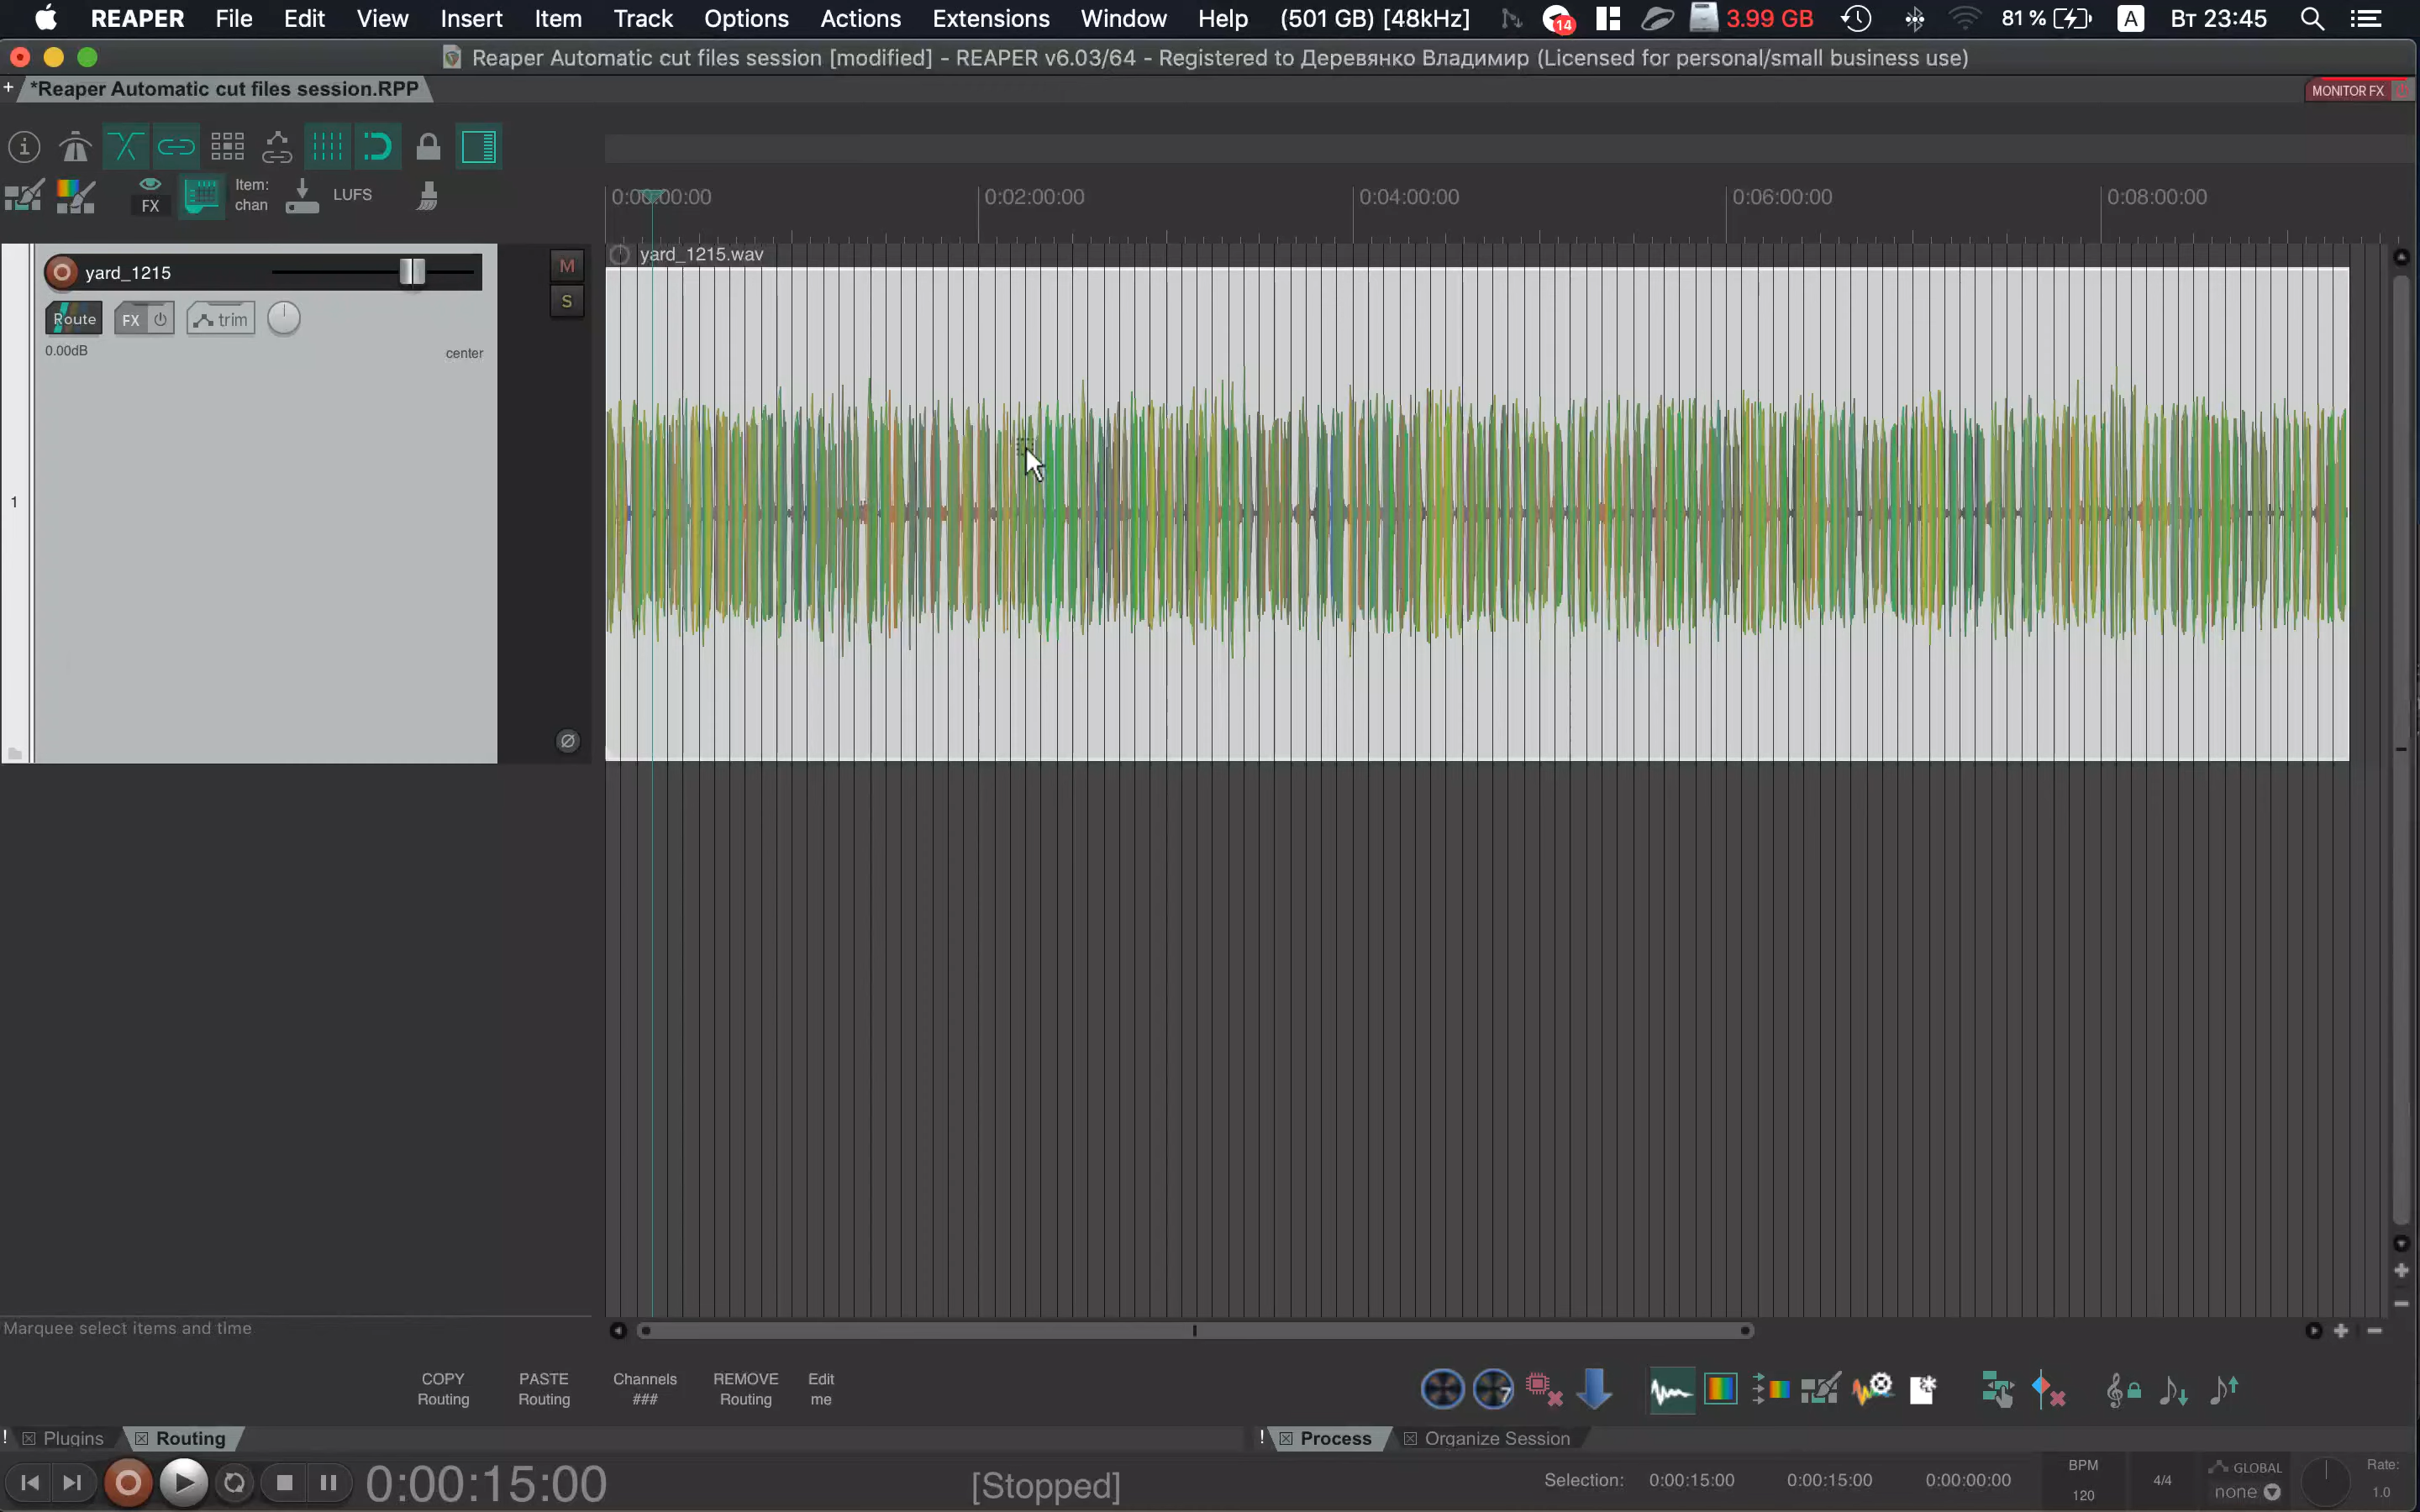 REAPER File Edit View Insert Item Track Options Actions Extensions Window Help (501 GB) [48kHz] 14 3.99 GB 81 % A Вт 23:45
Reaper Automatic cut files session [modified] - REAPER v6.03/64 - Registered to Деревянко Владимир (Licensed for personal/small business use)
+ *Reaper Automatic cut files session.RPP
MONITOR FX
FX
Item:
chan
LUFS
0:00:00:00 0:02:00:00 0:04:00:00 0:06:00:00 0:08:00:00
yard_1215.wav
yard_1215
M
S
Route FX trim
0.00dB
center
1
Marquee select items and time
COPY
Routing
PASTE
Routing
Channels
###
REMOVE
Routing
Edit
me
7
! Plugins Routing
! Process Organize Session
0:00:15:00
[Stopped]
Selection: 0:00:15:00 0:00:15:00 0:00:00:00
BPM
120
4/4
GLOBAL
none
Rate:
1.0